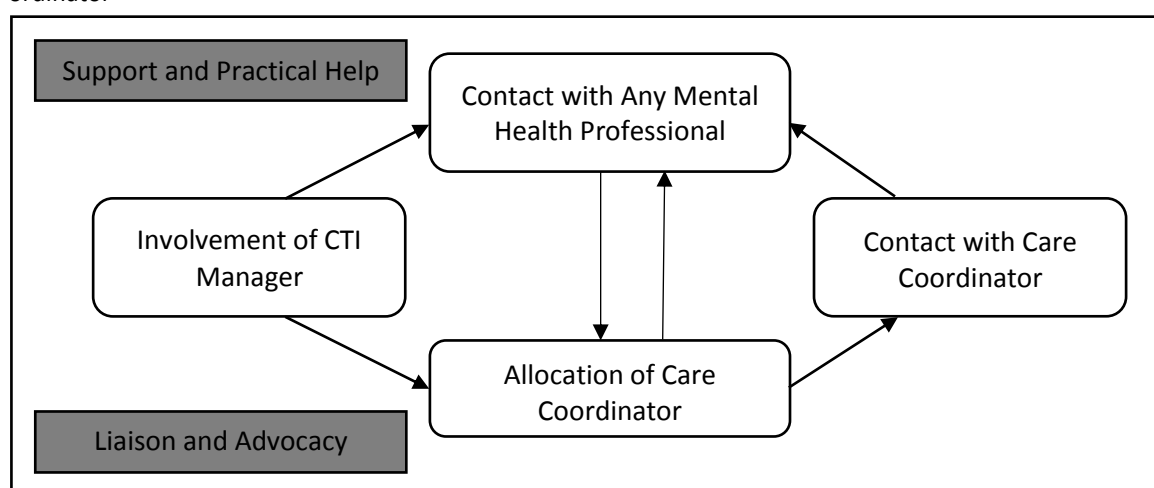 Support and Practical Help
Contact with Any Mental
Health Professional
Involvement of CTI
Manager
Contact with Care
Coordinator
Allocation of Care
Coordinator
Liaison and Advocacy